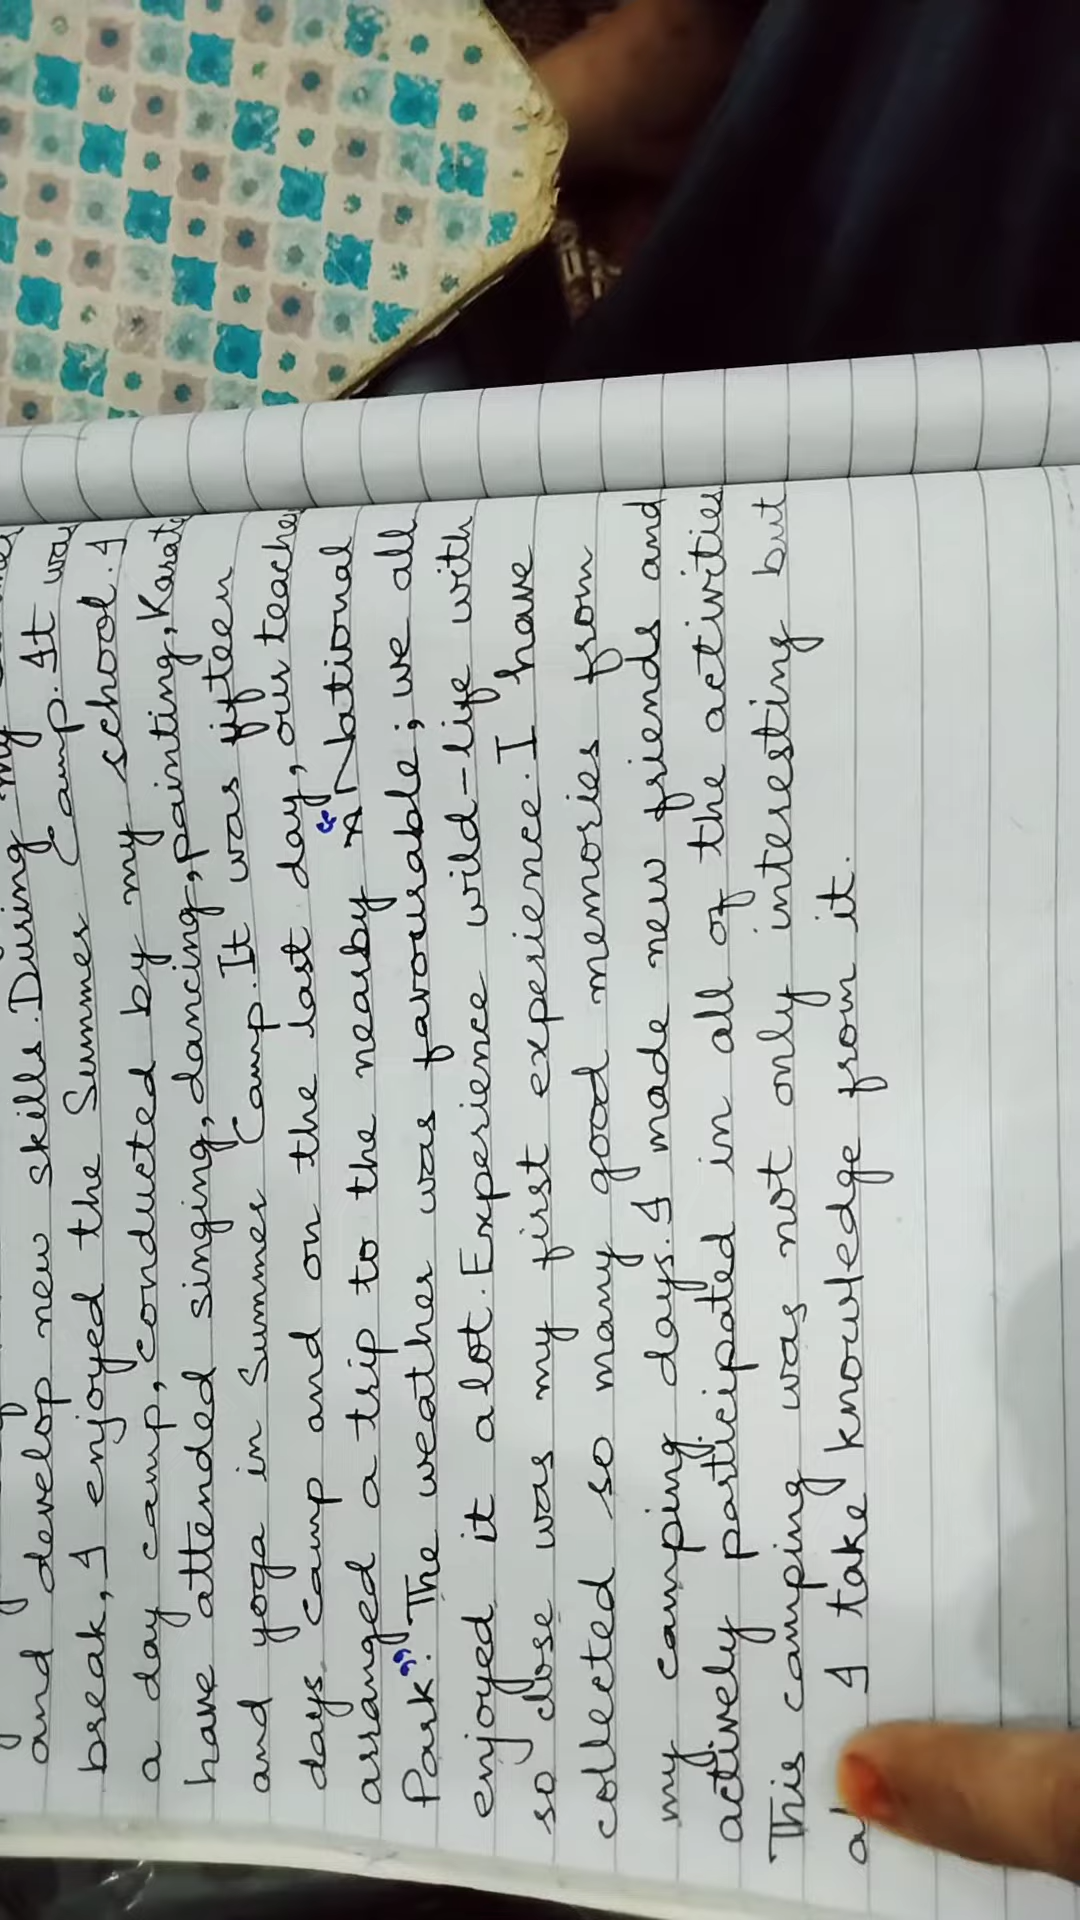 and develop new skills. During my
break, I enjoyed the Summer Camp. It was
a day camp, conducted by my school. I
have attended singing, dancing, painting, Karate
and yoga in Summer Camp. It was fifteen
days camp and on the last day, our teacher
arranged a trip to the nearby "National
Park". The weather was favourable; we all
enjoyed it a lot. Experience wild-life with
so close was my first experience. I have
collected so many good memories from
my camping days. I made new friends and
actively participated in all of the activities
This camping was not only interesting but
I take knowledge from it.